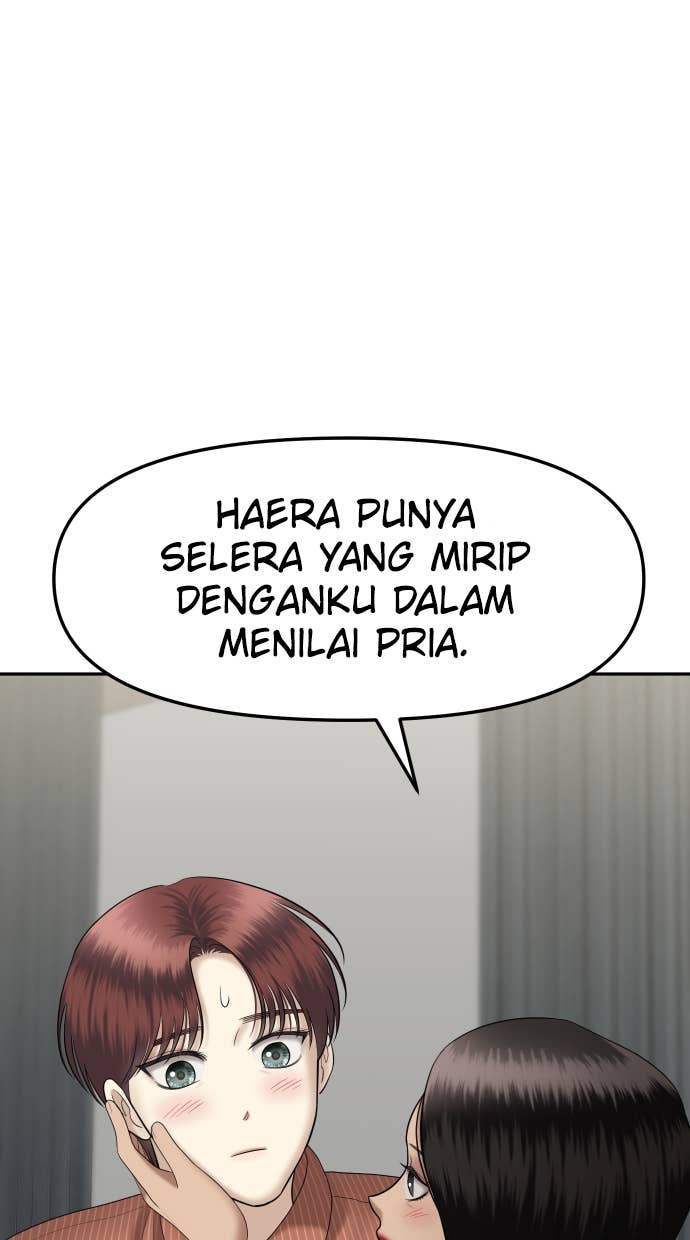 HAERA PUNYA
SELERA YANG MIRIP
DENGANKU DALAM
MENILAI PRIA.